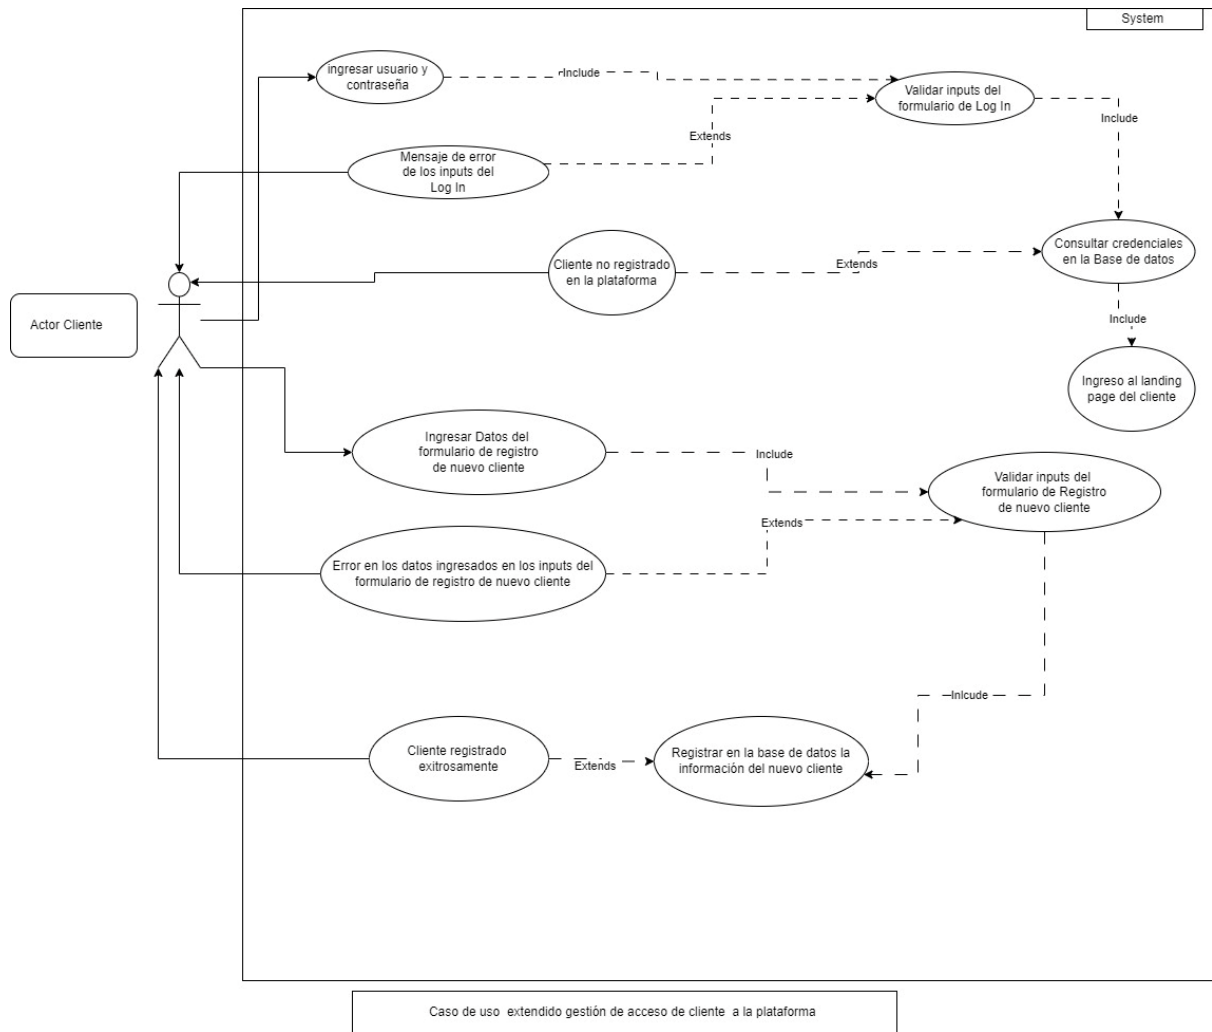 System
ingresar usuario y
contraseña
Include
Validar inputs del
formulario de Log In
Include
Extends
Mensaje de error
de los inputs del
Log In
Cliente no registrado
en la plataforma
Extends
Consultar credenciales
en la Base de datos
Include
Actor Cliente
Ingreso al landing
page del cliente
Ingresar Datos del
formulario de registro
de nuevo cliente
Include
Validar inputs del
formulario de Registro
de nuevo cliente
Extends
Error en los datos ingresados en los inputs del
formulario de registro de nuevo cliente
Inlcude
Cliente registrado
exitrosamente
Extends
Registrar en la base de datos la
información del nuevo cliente
Caso de uso extendido gestión de acceso de cliente a la plataforma